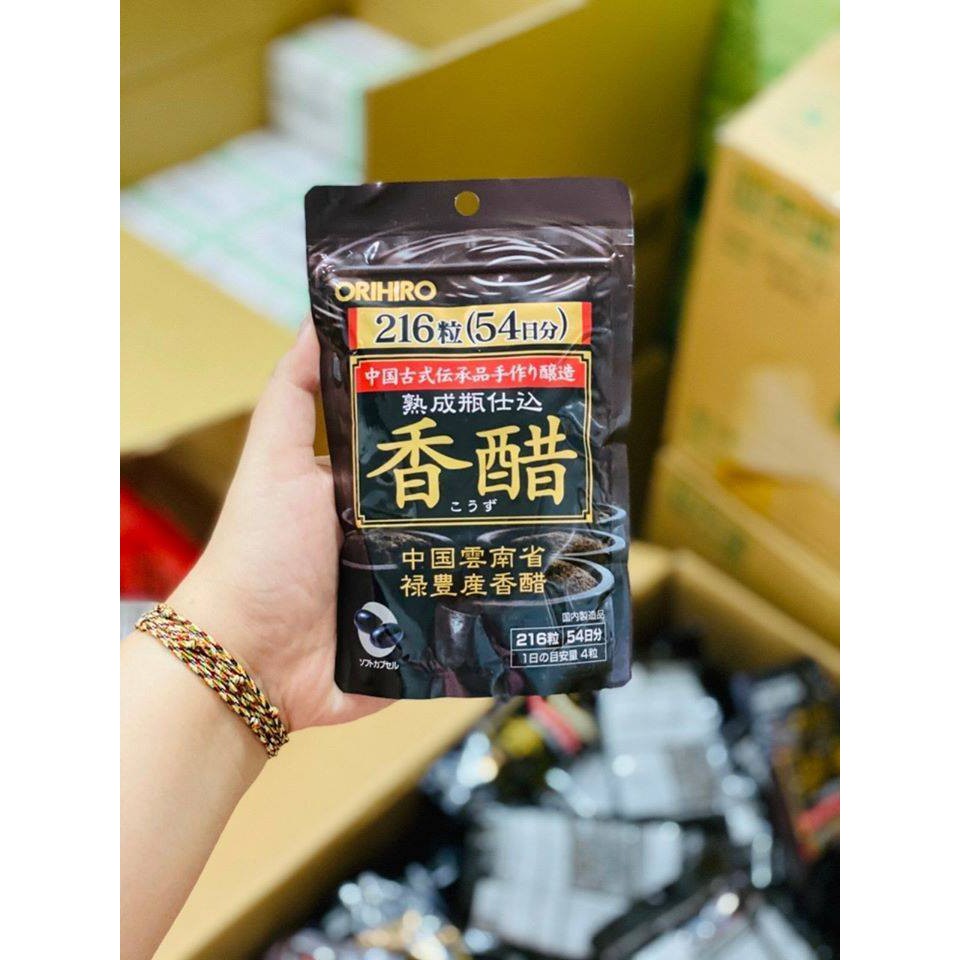 ORIHIRO
216粒(54日分)
中国古式伝承品手作り醸造
熟成瓶仕込
香醋
こうず
中国雲南省
禄豊産香醋
国内製造品
216粒 54日分
1日の目安量 4粒
ソフトカプセル